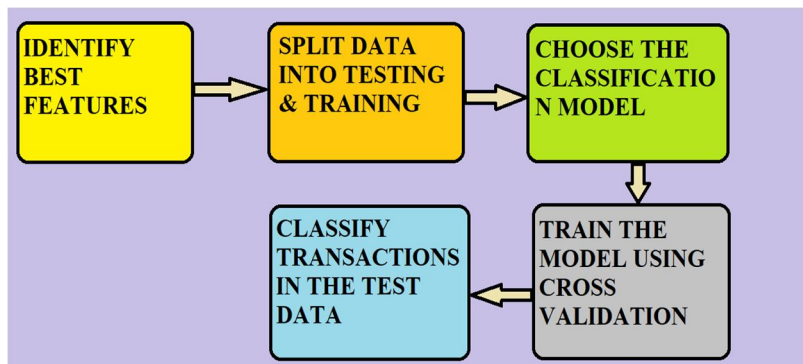 IDENTIFY
BEST
FEATURES
SPLIT DATA
INTO TESTING
& TRAINING
CHOOSE THE
CLASSIFICATIO
N MODEL
TRAIN THE
MODEL USING
CROSS
VALIDATION
CLASSIFY
TRANSACTIONS
IN THE TEST
DATA